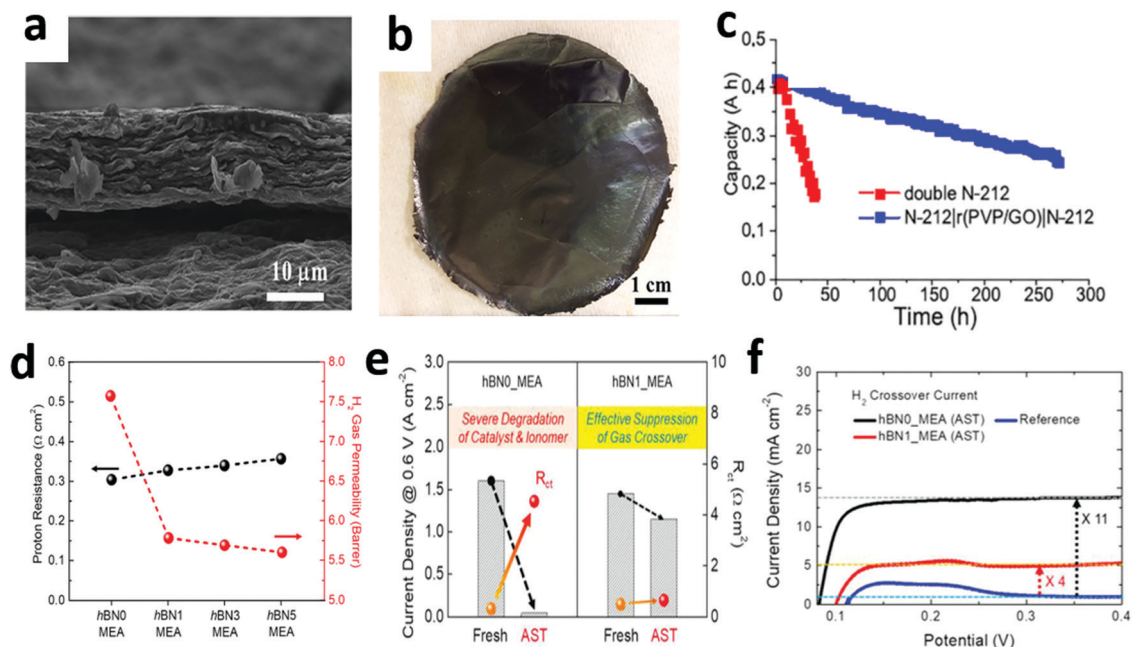 a
10 μm
b
1 cm
c
Capacity (A h)
0.5
0.4
0.3
0.2
0.1
0.0
double N-212
N-212|r(PVP/GO)|N-212
0 50 100 150 200 250 300
Time (h)
d
Proton Resistance (Ω cm²)
0.6
0.5
0.4
0.3
0.2
0.1
0.0
8.0
7.5
7.0
6.5
6.0
5.5
5.0
H₂ Gas Permeability (Barrer)
hBN0 hBN1 hBN3 hBN5
MEA MEA MEA MEA
e
Current Density @ 0.6 V (A cm⁻²)
3.0
2.5
2.0
1.5
1.0
0.5
0.0
hBN0_MEA
Severe Degradation
of Catalyst & Ionomer
Rct
hBN1_MEA
Effective Suppression
of Gas Crossover
10
8
6
4
2
0
Rct (Ω cm²)
Fresh AST Fresh AST
f
Current Density (mA cm⁻²)
30
25
20
15
10
5
0
H₂ Crossover Current
hBN0_MEA (AST) Reference
hBN1_MEA (AST)
X 11
X 4
0.1 0.2 0.3 0.4
Potential (V)